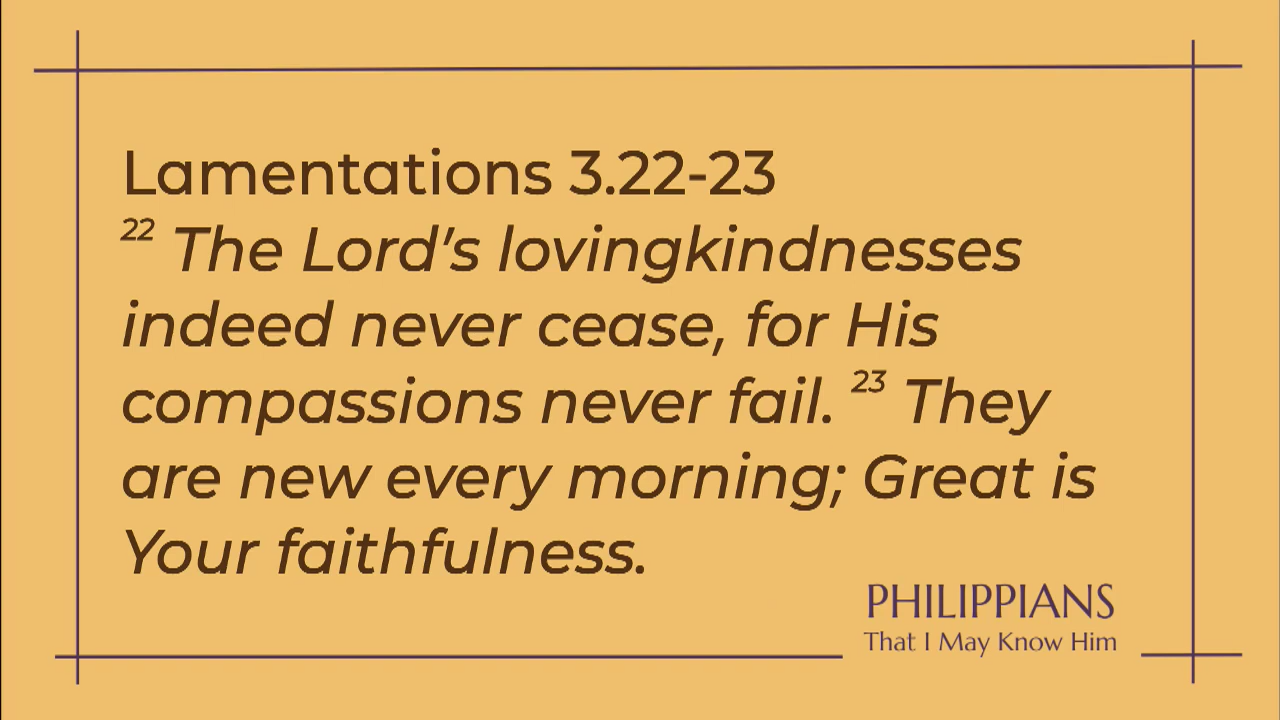 Lamentations 3.22-23
22 The Lord’s lovingkindnesses
indeed never cease, for His
compassions never fail. 23 They
are new every morning; Great is
Your faithfulness.
PHILIPPIANS
That I May Know Him